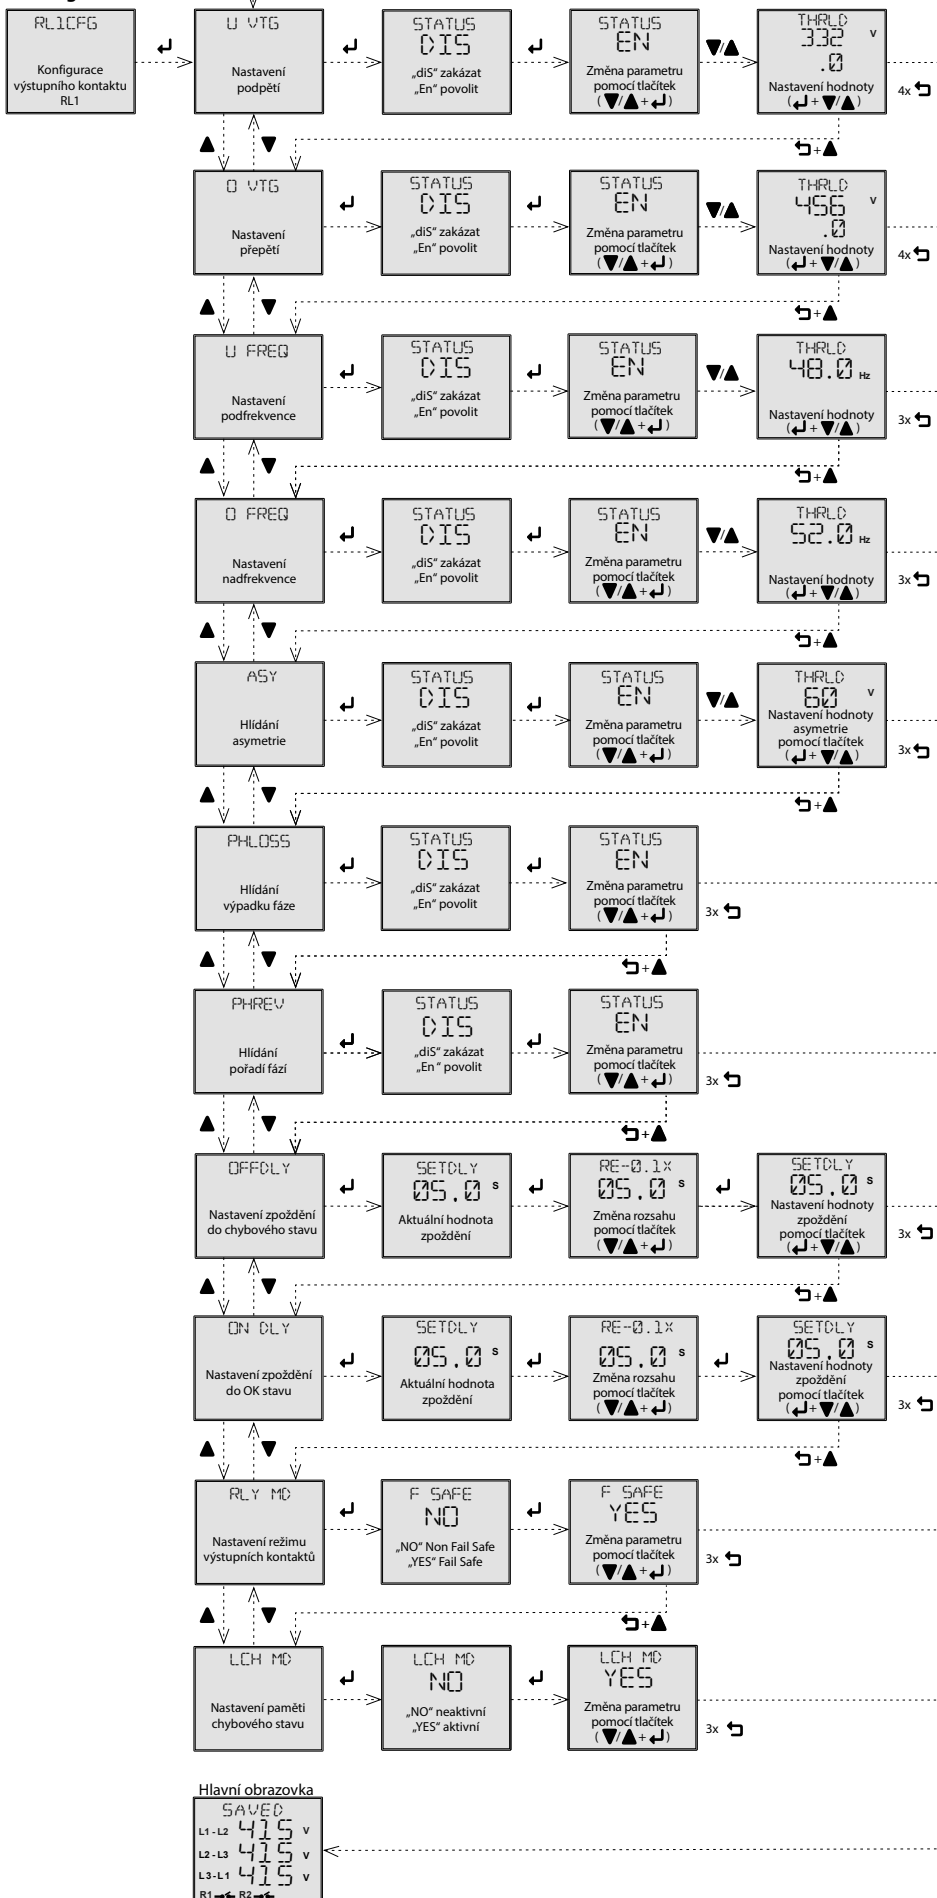 RL1CFG
Konfigurace
výstupního kontaktu
RL1
U VTG
Nastavení
podpětí
STATUS
DIS
„diS“ zakázat
„En“ povolit
STATUS
EN
Změna parametru
pomocí tlačítek
(▼/▲+↵)
▼/▲
THRLD
332 V
.0
Nastavení hodnoty
(↵+▼/▲)
4x
+▲
▲ ▼
O VTG
Nastavení
přepětí
STATUS
DIS
„diS“ zakázat
„En“ povolit
STATUS
EN
Změna parametru
pomocí tlačítek
(▼/▲+↵)
▼/▲
THRLD
456 V
.0
Nastavení hodnoty
(↵+▼/▲)
4x
+▲
▲ ▼
U FREQ
Nastavení
podfrekvence
STATUS
DIS
„diS“ zakázat
„En“ povolit
STATUS
EN
Změna parametru
pomocí tlačítek
(▼/▲+↵)
▼/▲
THRLD
48.0 Hz
Nastavení hodnoty
(↵+▼/▲)
3x
+▲
▲ ▼
O FREQ
Nastavení
nadfrekvence
STATUS
DIS
„diS“ zakázat
„En“ povolit
STATUS
EN
Změna parametru
pomocí tlačítek
(▼/▲+↵)
▼/▲
THRLD
52.0 Hz
Nastavení hodnoty
(↵+▼/▲)
3x
+▲
▲ ▼
ASY
Hlídání
asymetrie
STATUS
DIS
„diS“ zakázat
„En“ povolit
STATUS
EN
Změna parametru
pomocí tlačítek
(▼/▲+↵)
▼/▲
THRLD
60 V
Nastavení hodnoty
asymetrie
pomocí tlačítek
(↵+▼/▲)
3x
+▲
▲ ▼
PHLOSS
Hlídání
výpadku fáze
STATUS
DIS
„diS“ zakázat
„En“ povolit
STATUS
EN
Změna parametru
pomocí tlačítek
(▼/▲+↵)
3x
+▲
▲ ▼
PHREV
Hlídání
pořadí fází
STATUS
DIS
„diS“ zakázat
„En“ povolit
STATUS
EN
Změna parametru
pomocí tlačítek
(▼/▲+↵)
3x
+▲
▲ ▼
OFFDLY
Nastavení zpoždění
do chybového stavu
SETDLY
05.0 s
Aktuální hodnota
zpoždění
RE-0.1X
05.0 s
Změna rozsahu
pomocí tlačítek
(▼/▲+↵)
SETDLY
05.0 s
Nastavení hodnoty
zpoždění
pomocí tlačítek
(↵+▼/▲)
3x
+▲
▲ ▼
ON DLY
Nastavení zpoždění
do OK stavu
SETDLY
05.0 s
Aktuální hodnota
zpoždění
RE-0.1X
05.0 s
Změna rozsahu
pomocí tlačítek
(▼/▲+↵)
SETDLY
05.0 s
Nastavení hodnoty
zpoždění
pomocí tlačítek
(↵+▼/▲)
3x
+▲
▲ ▼
RLY MD
Nastavení režimu
výstupních kontaktů
F SAFE
NO
„NO“ Non Fail Safe
„YES“ Fail Safe
F SAFE
YES
Změna parametru
pomocí tlačítek
(▼/▲+↵)
3x
+▲
▲ ▼
LCH MD
Nastavení paměti
chybového stavu
LCH MD
NO
„NO“ neaktivní
„YES“ aktivní
LCH MD
YES
Změna parametru
pomocí tlačítek
(▼/▲+↵)
3x
Hlavní obrazovka
SAVED
L1-L2 415 V
L2-L3 415 V
L3-L1 415 V
R1 R2